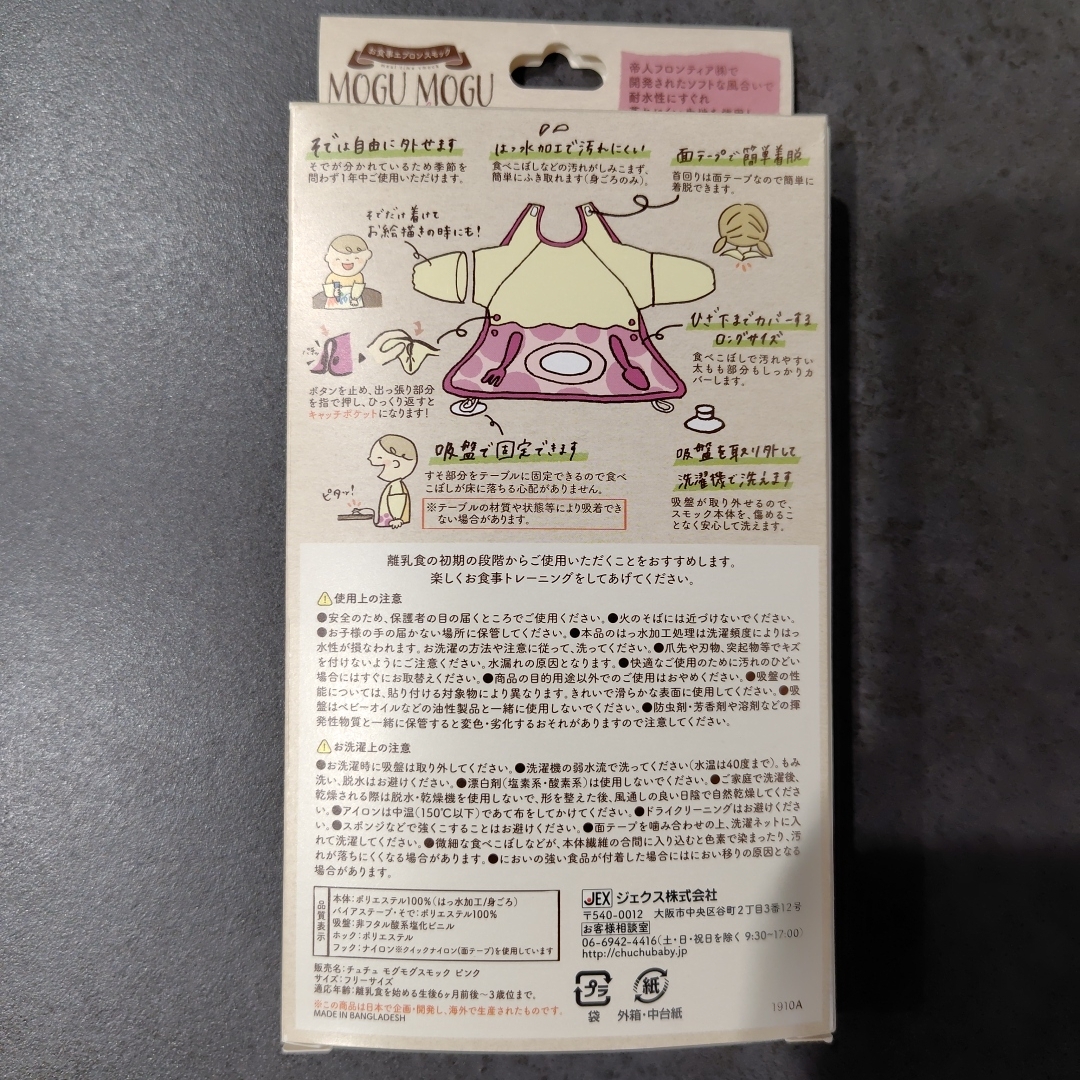 お食事エプロンスモック
MEAL TIME SMOCK
MOGU MOGU
帝人フロンティア㈱で
開発されたソフトな風合いで
耐水性にすぐれ
そでは自由に外せます
そでが分かれているため季節を
問わず1年中ご使用いただけます。
はっ水加工で汚れにくい
食べこぼしなどの汚れがしみこまず、
簡単にふき取れます(身ごろのみ)。
面テープで簡単着脱
首回りは面テープなので簡単に
着脱できます。
そでだけ着けて
お絵描きの時にも!
ひざ下までカバーする
ロングサイズ
食べこぼしで汚れやすい
太もも部分もしっかりカ
バーします。
ボタンを止め、出っ張り部分
を指で押し、ひっくり返すと
キャッチポケットになります!
吸盤で固定できます
すそ部分をテーブルに固定できるので食べ
こぼしが床に落ちる心配がありません。
※テーブルの材質や状態等により吸着でき
ない場合があります。
ピタッ!
吸盤を取り外して
洗濯機で洗えます
吸盤が取り外せるので、
スモック本体を、傷めるこ
となく安心して洗えます。
離乳食の初期の段階からご使用いただくことをおすすめします。
楽しくお食事トレーニングをしてあげてください。
使用上の注意
●安全のため、保護者の目の届くところでご使用ください。●火のそばには近づけないでください。
●お子様の手の届かない場所に保管してください。●本品のはっ水加工処理は洗濯頻度によりはっ
水性が損なわれます。お洗濯の方法や注意に従って、洗ってください。●爪先や刃物、突起物等でキズ
を付けないようにご注意ください。水漏れの原因となります。●快適なご使用のために汚れのひどい
場合にはすぐにお取替えください。●商品の目的用途以外でのご使用はおやめください。●吸盤の性
能については、貼り付ける対象物により異なります。きれいで滑らかな表面に使用してください。●吸
盤はベビーオイルなどの油性製品と一緒に使用しないでください。●防虫剤・芳香剤や溶剤などの揮
発性物質と一緒に保管すると変色・劣化するおそれがありますので注意してください。
お洗濯上の注意
●お洗濯時に吸盤は取り外してください。●洗濯機の弱水流で洗ってください(水温は40度まで)。もみ
洗い、脱水はお避けください。●漂白剤(塩素系・酸素系)は使用しないでください。●ご家庭で洗濯後、
乾燥される際は脱水・乾燥機を使用しないで、形を整えた後、風通しの良い日陰で自然乾燥してくださ
い。●アイロンは中温(150℃以下)であて布をしてかけてください。●ドライクリーニングはお避けくださ
い。●スポンジなどで強くこすることはお避けください。●面テープを噛み合わせの上、洗濯ネットに入
れて洗濯してください。●微細な食べこぼしなどが、本体繊維の合間に入り込むと色素で染まったり、汚
れが落ちにくくなる場合があります。●においの強い食品が付着した場合にはにおい移りの原因となる
場合があります。
品質表示
本体:ポリエステル100%(はっ水加工/身ごろ)
バイアステープ・そで:ポリエステル100%
吸盤:非フタル酸系塩化ビニル
ホック:ポリエステル
フック:ナイロン※クイックナイロン(面テープ)を使用しています
販売名:チュチュ モグモグスモック ピンク
サイズ:フリーサイズ
適応年齢:離乳食を始める生後6ヶ月前後~3歳位まで。
※この商品は日本で企画・開発し、海外で生産されたものです。
MADE IN BANGLADESH
JEX ジェクス株式会社
〒540-0012 大阪市中央区谷町2丁目3番12号
お客様相談室
06-6942-4416(土・日・祝日を除く 9:30-17:00)
http://chuchubaby.jp
プラ
袋
紙
外箱・中台紙
1910A